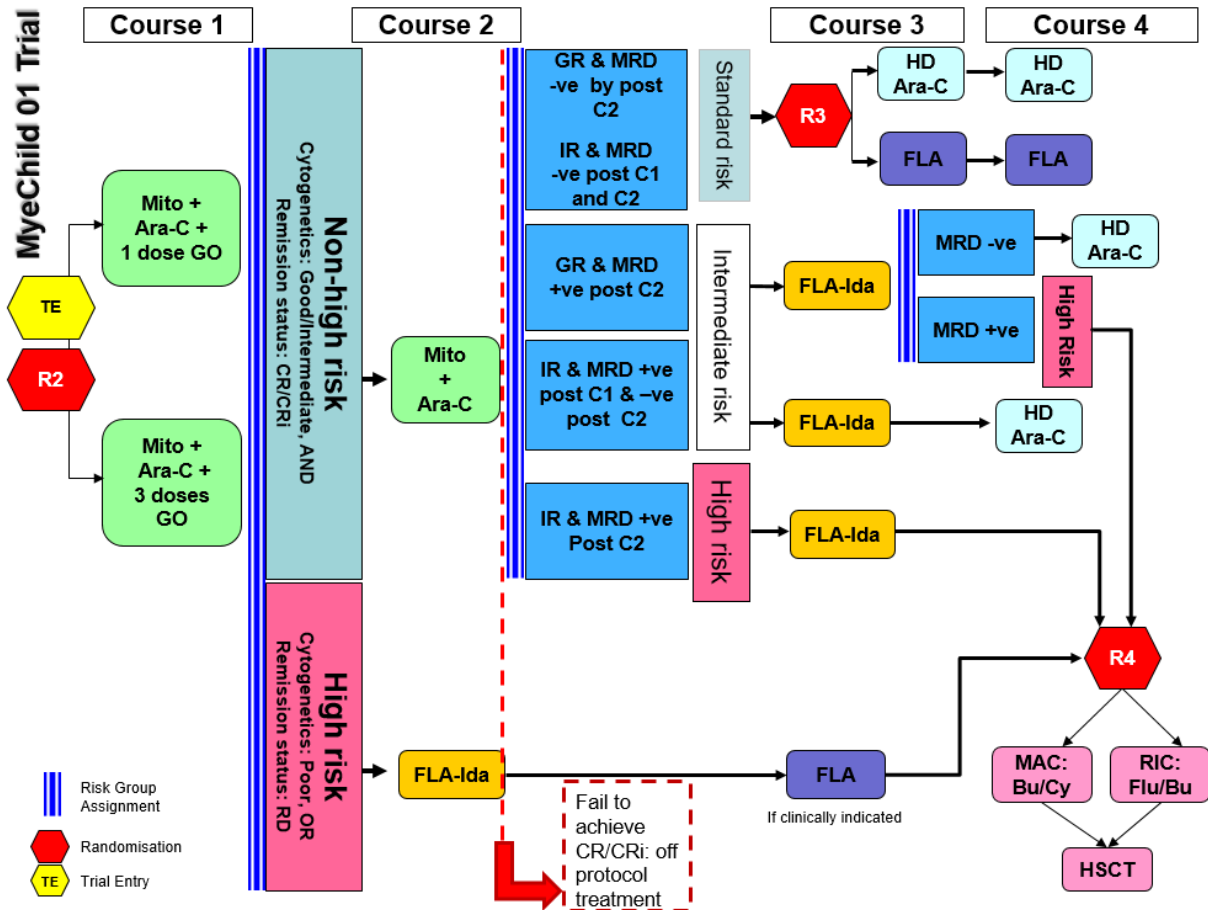 MyeChild 01 Trial
Course 1
Course 2
Course 3
Course 4
TE
R2
Mito +
Ara-C +
1 dose GO
Mito +
Ara-C +
3 doses
GO
Non-high risk
Cytogenetics: Good/Intermediate, AND
Remission status: CR/CRi
High risk
Cytogenetics: Poor, OR
Remission status: RD
Mito
+
Ara-C
FLA-Ida
GR & MRD
-ve by post
C2
IR & MRD
-ve post C1
and C2
Standard risk
R3
HD
Ara-C
HD
Ara-C
FLA
FLA
GR & MRD
+ve post C2
IR & MRD +ve
post C1 & –ve
post C2
Intermediate risk
FLA-Ida
MRD -ve
HD
Ara-C
MRD +ve
High Risk
FLA-Ida
HD
Ara-C
IR & MRD +ve
Post C2
High risk
FLA-Ida
R4
FLA
If clinically indicated
MAC:
Bu/Cy
RIC:
Flu/Bu
HSCT
Fail to
achieve
CR/CRi: off
protocol
treatment
Risk Group
Assignment
Randomisation
TE
Trial Entry